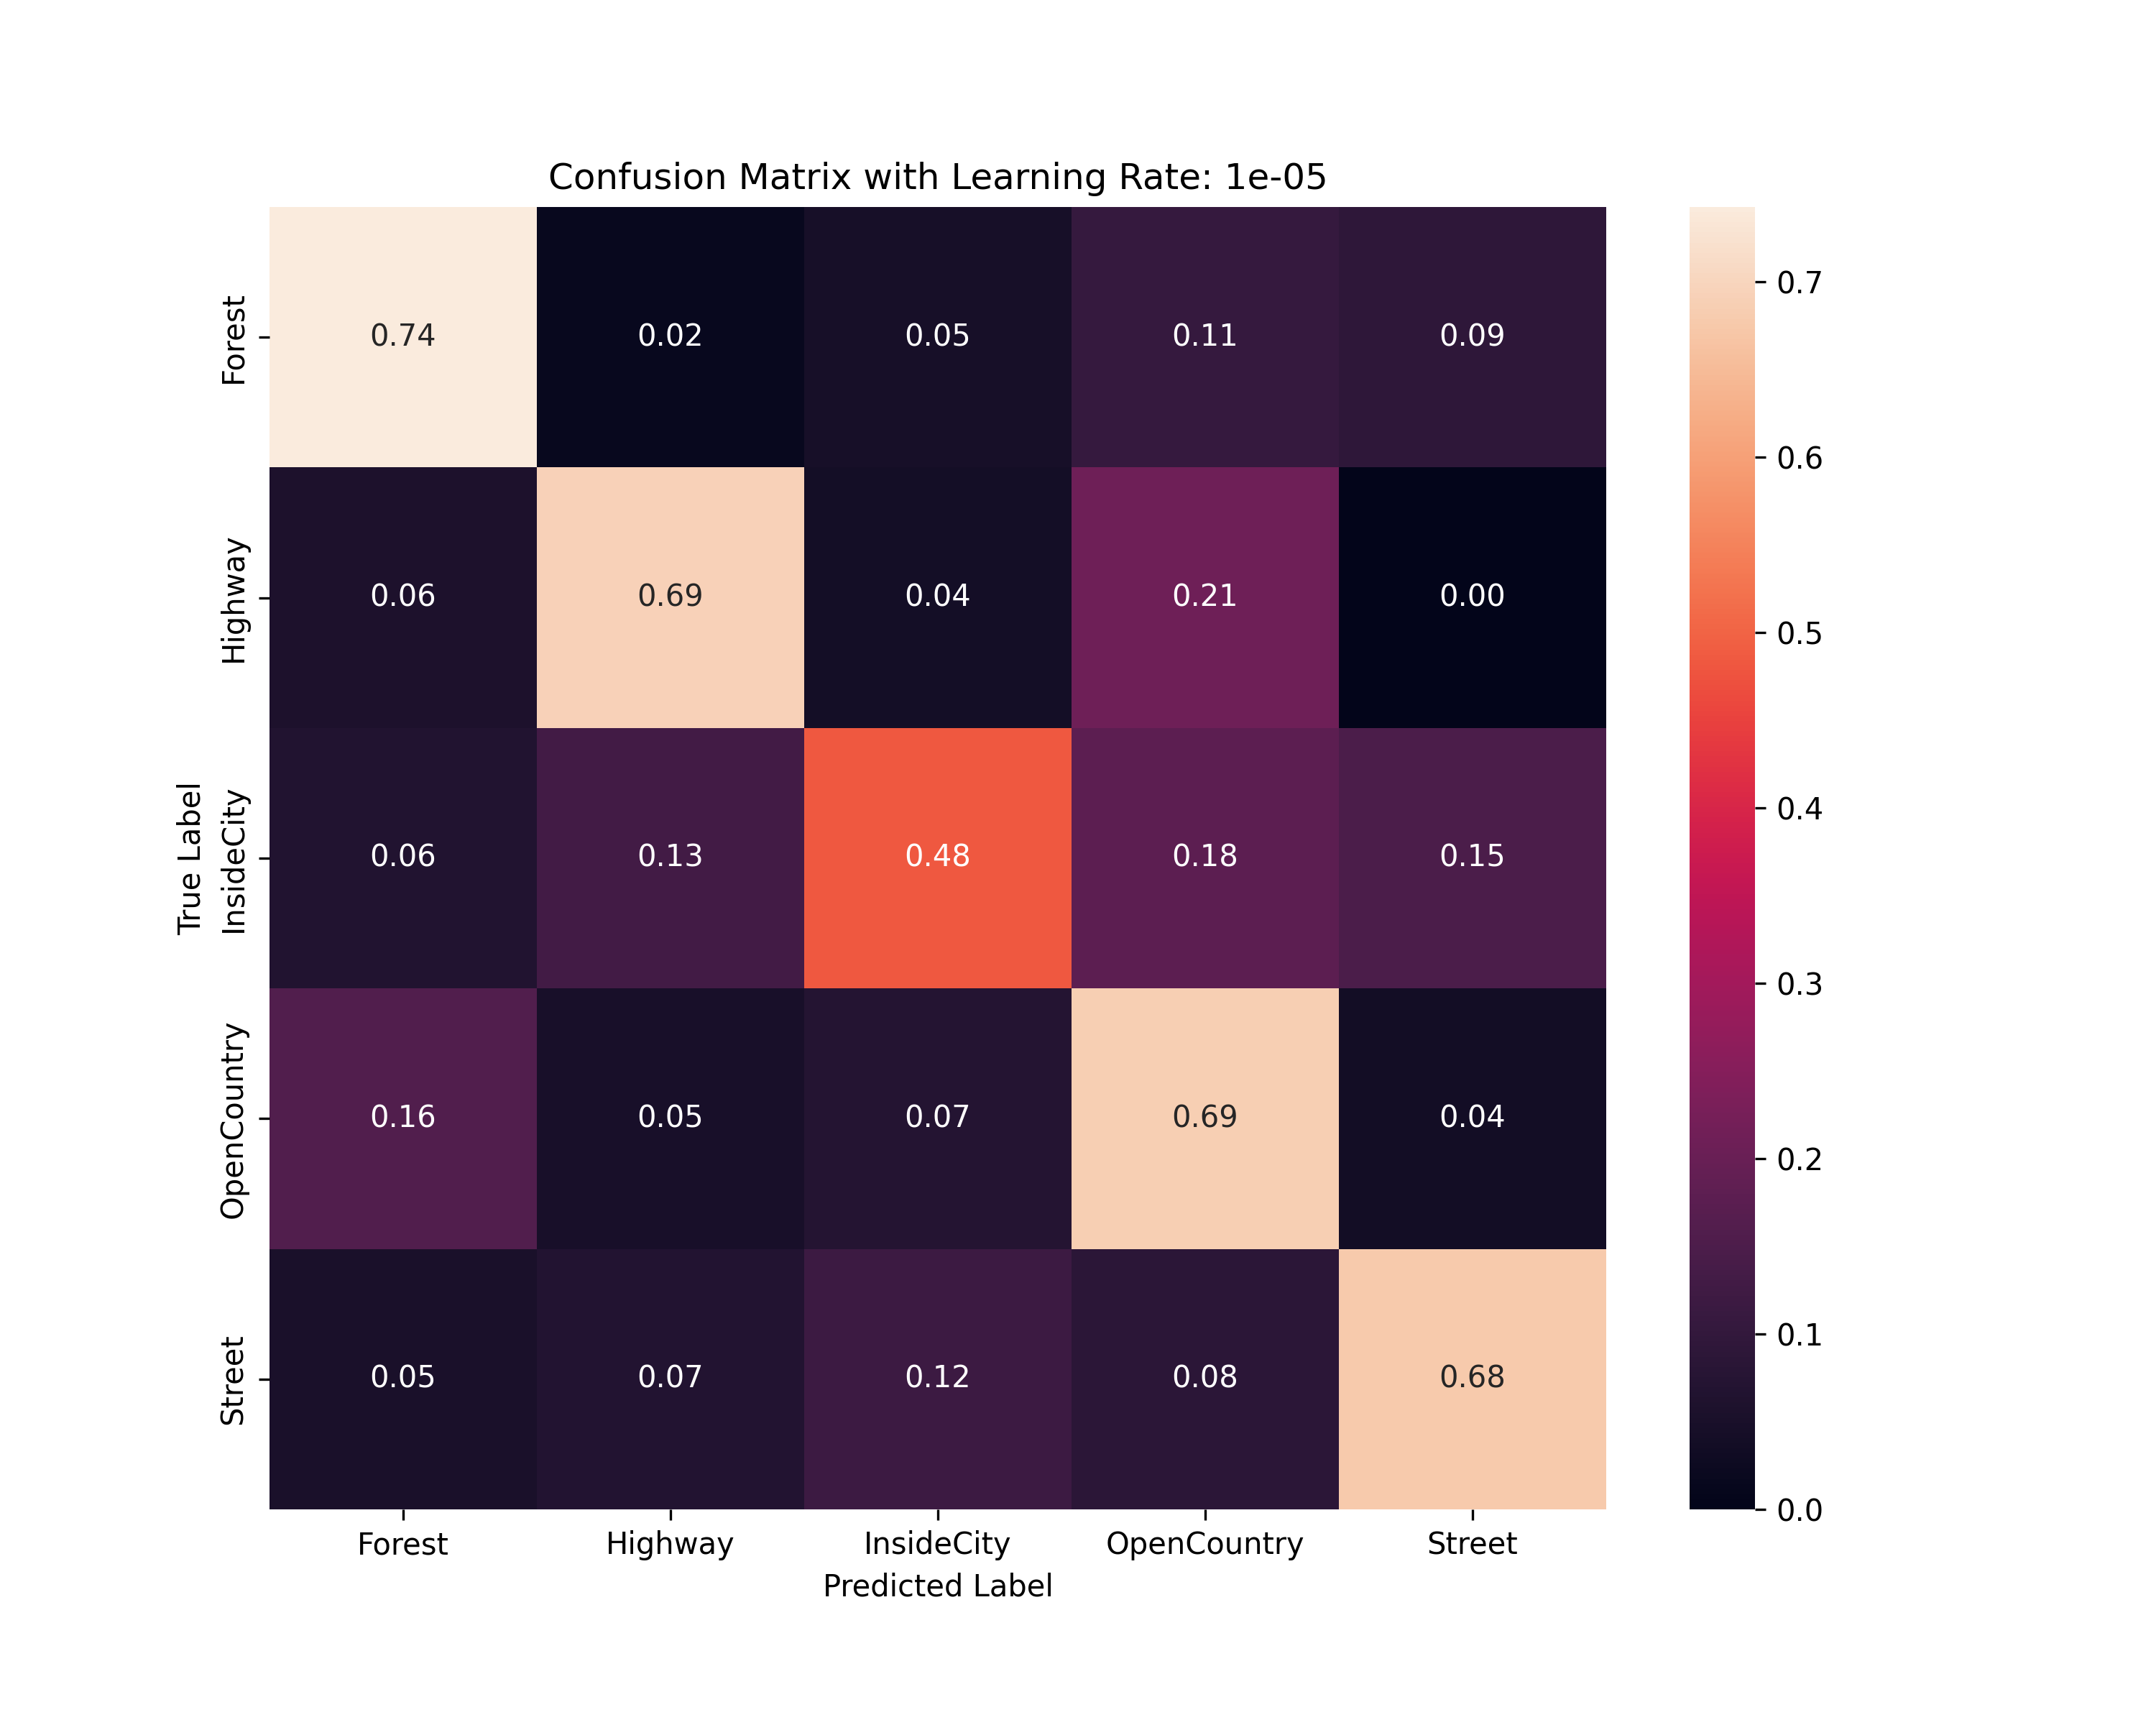 Confusion Matrix with Learning Rate: 1e-05
True Label
Forest
0.74 0.02 0.05 0.11 0.09
Highway
0.06 0.69 0.04 0.21 0.00
InsideCity
0.06 0.13 0.48 0.18 0.15
OpenCountry
0.16 0.05 0.07 0.69 0.04
Street
0.05 0.07 0.12 0.08 0.68
Forest Highway InsideCity OpenCountry Street
Predicted Label
0.7
0.6
0.5
0.4
0.3
0.2
0.1
0.0